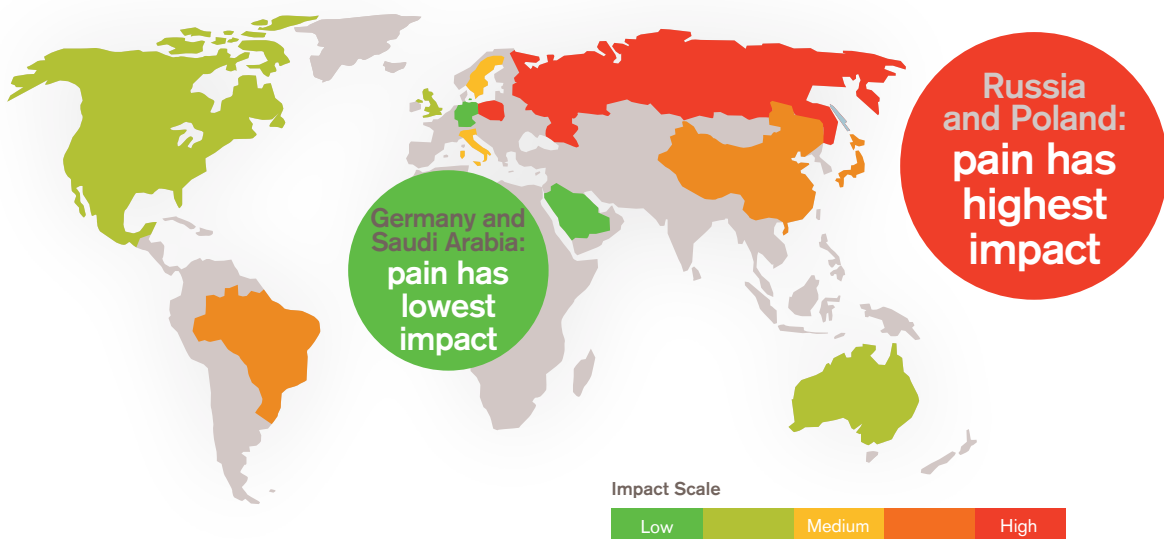 Russia
and Poland:
pain has
highest
impact
Germany and
Saudi Arabia:
pain has
lowest
impact
Impact Scale
Low
Medium
High